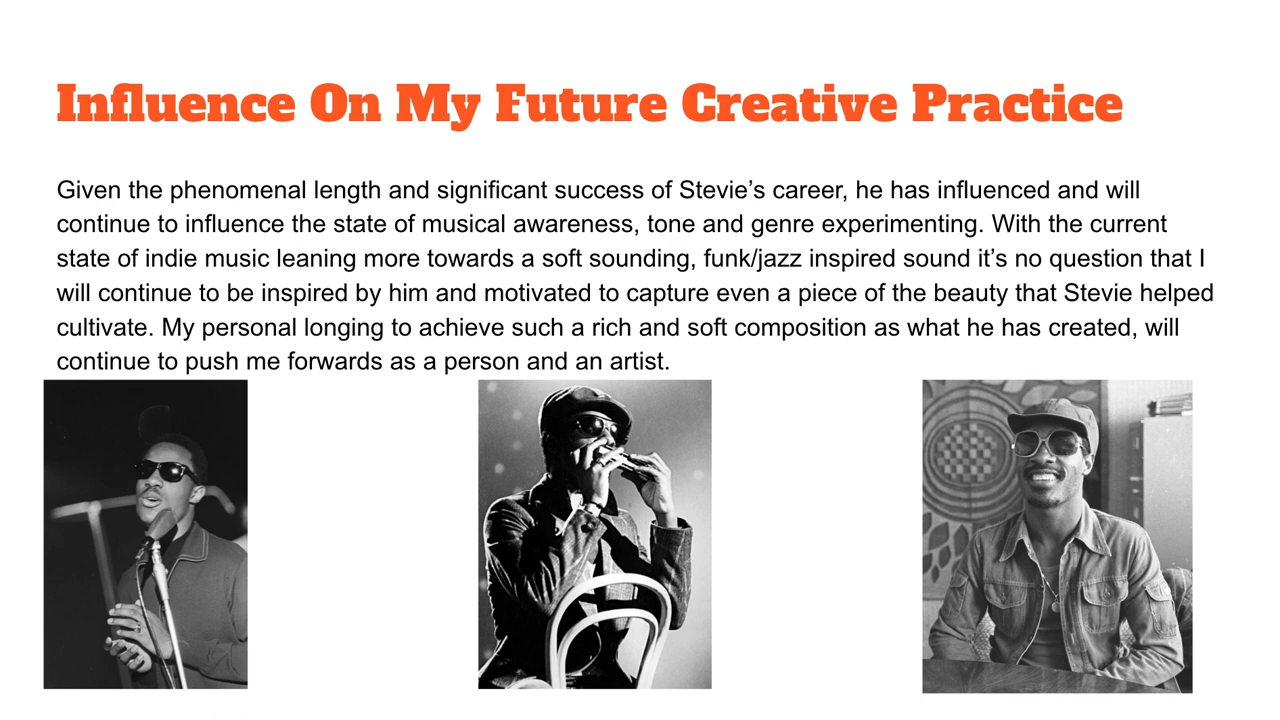 Influence On My Future Creative Practice
Given the phenomenal length and significant success of Stevie’s career, he has influenced and will
continue to influence the state of musical awareness, tone and genre experimenting. With the current
state of indie music leaning more towards a soft sounding, funk/jazz inspired sound it’s no question that I
will continue to be inspired by him and motivated to capture even a piece of the beauty that Stevie helped
cultivate. My personal longing to achieve such a rich and soft composition as what he has created, will
continue to push me forwards as a person and an artist.